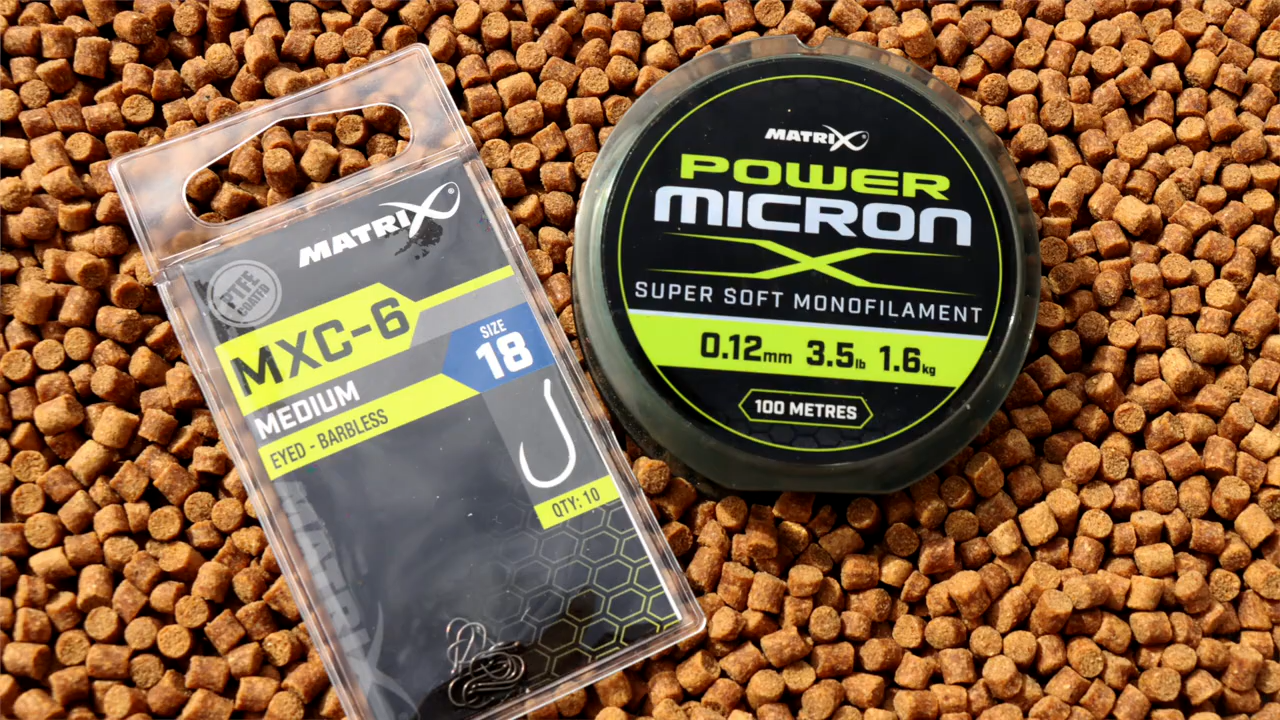 MATRIX
PTFE
COATED
MXC-6
SIZE
18
MEDIUM
EYED - BARBLESS
QTY: 10
MATRIX
MATRIX
POWER
MICRON
X
SUPER SOFT MONOFILAMENT
0.12mm 3.5lb 1.6kg
100 METRES